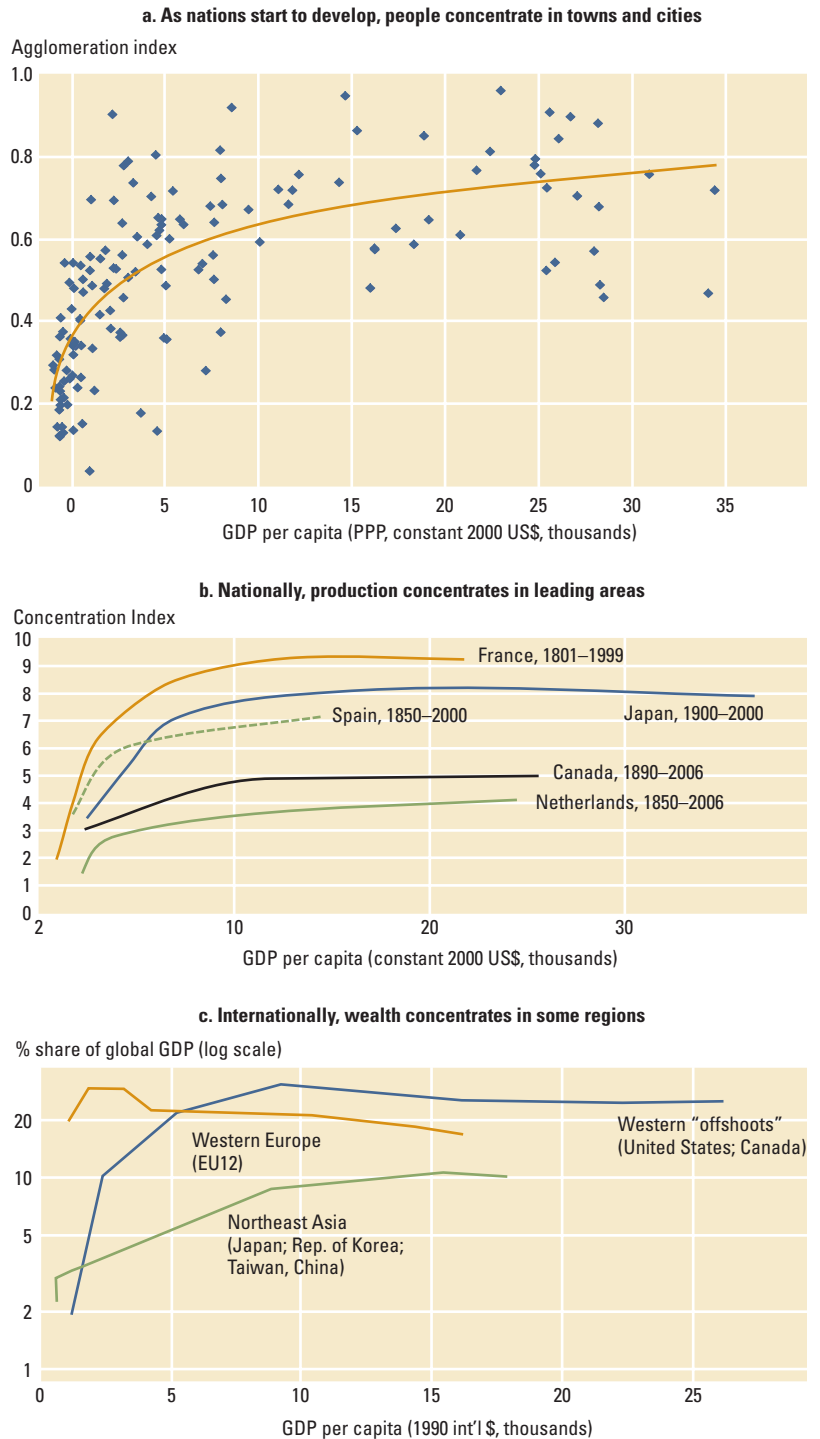 a. As nations start to develop, people concentrate in towns and cities
Agglomeration index
1.0
0.8
0.6
0.4
0.2
0
0 5 10 15 20 25 30 35
GDP per capita (PPP, constant 2000 US$, thousands)
b. Nationally, production concentrates in leading areas
Concentration Index
10
9
8
7
6
5
4
3
2
1
0
France, 1801–1999
Japan, 1900–2000
Spain, 1850–2000
Canada, 1890–2006
Netherlands, 1850–2006
2 10 20 30
GDP per capita (constant 2000 US$, thousands)
c. Internationally, wealth concentrates in some regions
% share of global GDP (log scale)
20
10
5
2
1
Western Europe
(EU12)
Western “offshoots”
(United States; Canada)
Northeast Asia
(Japan; Rep. of Korea;
Taiwan, China)
0 5 10 15 20 25
GDP per capita (1990 int’l $, thousands)